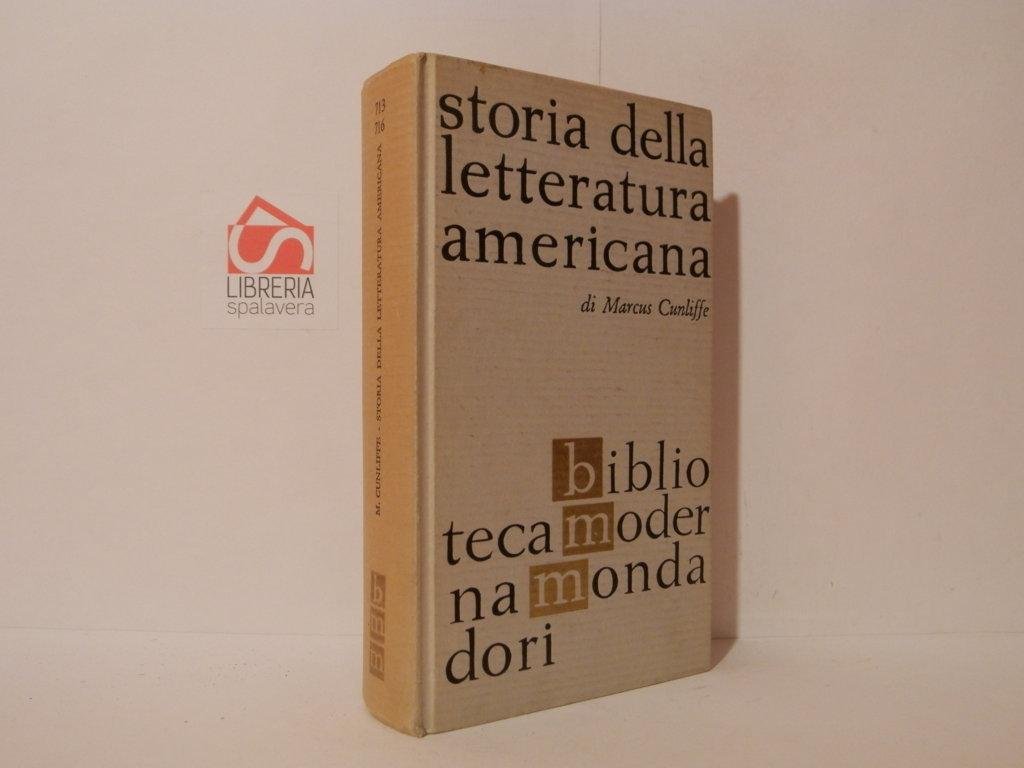 storia della
letteratura
americana
di Marcus Cunliffe
biblio
teca moder
na monda
dori
713
716
M. CUNLIFFE - STORIA DELLA LETTERATURA AMERICANA
b
m
m
LIBRERIA
spalavera